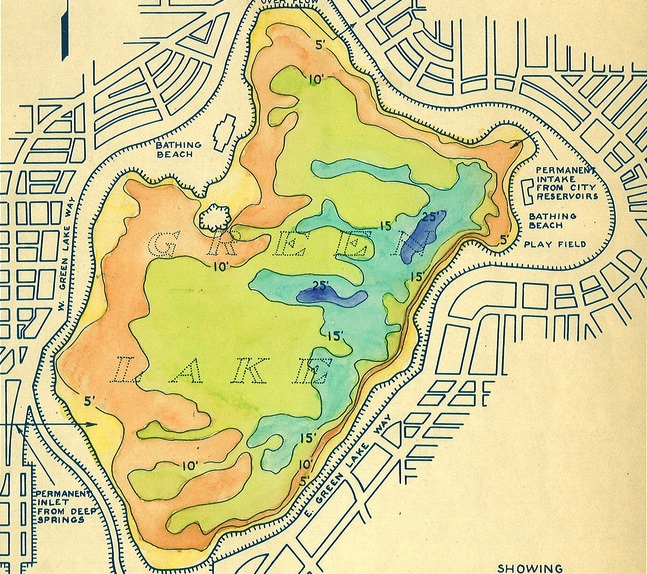 OVER FLOW
5'
10'
BATHING
BEACH
PERMANENT
INTAKE
FROM CITY
RESERVOIRS
BATHING
BEACH
PLAY FIELD
5'
25'
15
GREEN
10'
15'
25'
W. GREEN LAKE WAY
15'
LAKE
5'
15'
10'
10'
5'
E. GREEN LAKE WAY
PERMANENT
INLET
FROM DEEP
SPRINGS
SHOWING